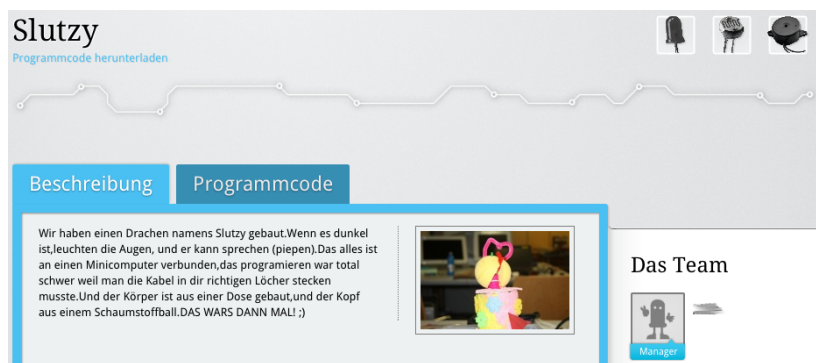 Slutzy
Programmcode herunterladen
Beschreibung
Programmcode
Wir haben einen Drachen namens Slutzy gebaut.Wenn es dunkel
ist,leuchten die Augen, und er kann sprechen (piepen).Das alles ist
an einen Minicomputer verbunden,das programieren war total
schwer weil man die Kabel in dir richtigen Löcher stecken
musste.Und der Körper ist aus einer Dose gebaut,und der Kopf
aus einem Schaumstoffball.DAS WARS DANN MAL! ;)
Das Team
Manager